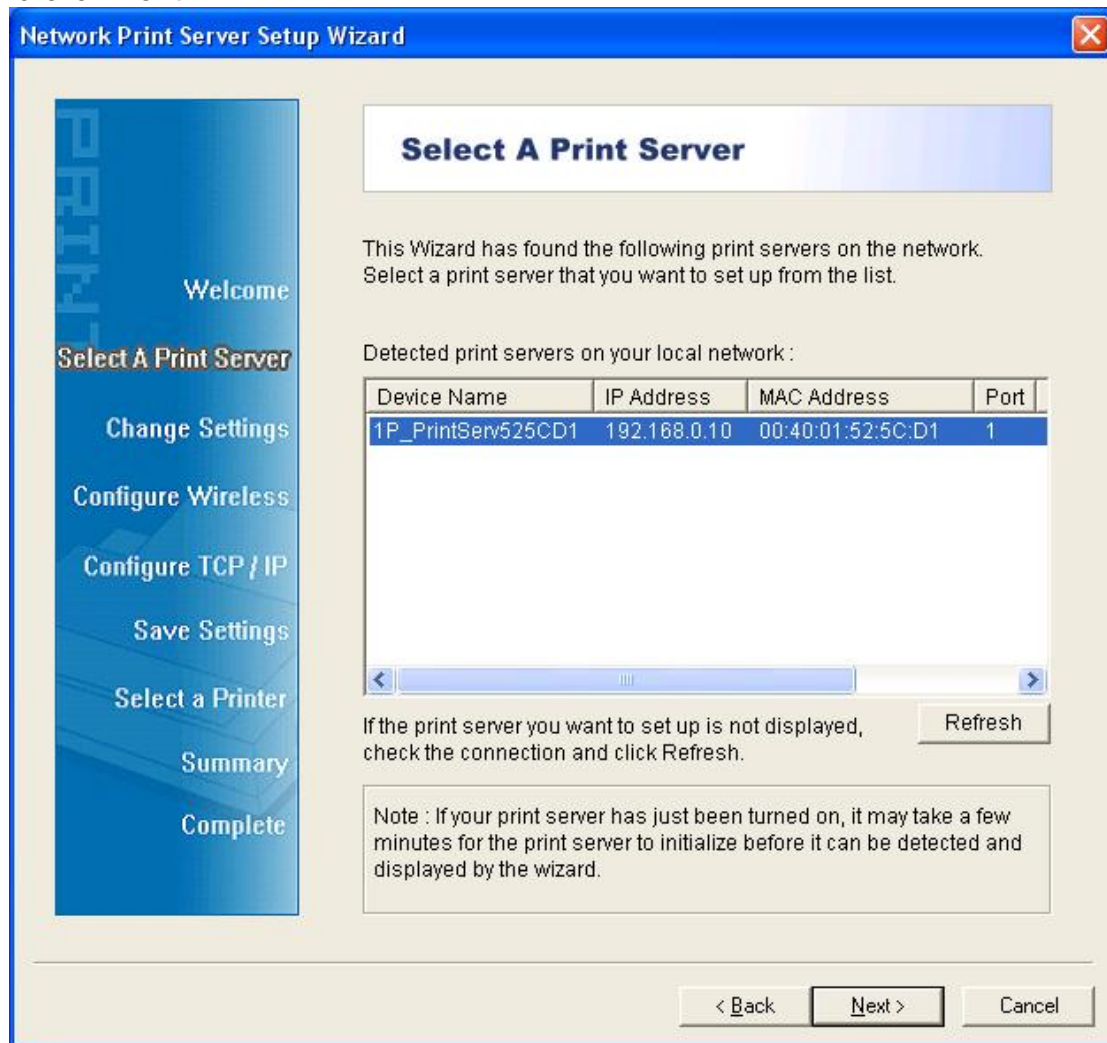 Network Print Server Setup Wizard
PRINT
Welcome
Select A Print Server
Change Settings
Configure Wireless
Configure TCP / IP
Save Settings
Select a Printer
Summary
Complete
Select A Print Server
This Wizard has found the following print servers on the network.
Select a print server that you want to set up from the list.
Detected print servers on your local network :
Device Name IP Address MAC Address Port
1P_PrintServ525CD1 192.168.0.10 00:40:01:52:5C:D1 1
If the print server you want to set up is not displayed,
check the connection and click Refresh.
Refresh
Note : If your print server has just been turned on, it may take a few
minutes for the print server to initialize before it can be detected and
displayed by the wizard.
< Back Next > Cancel